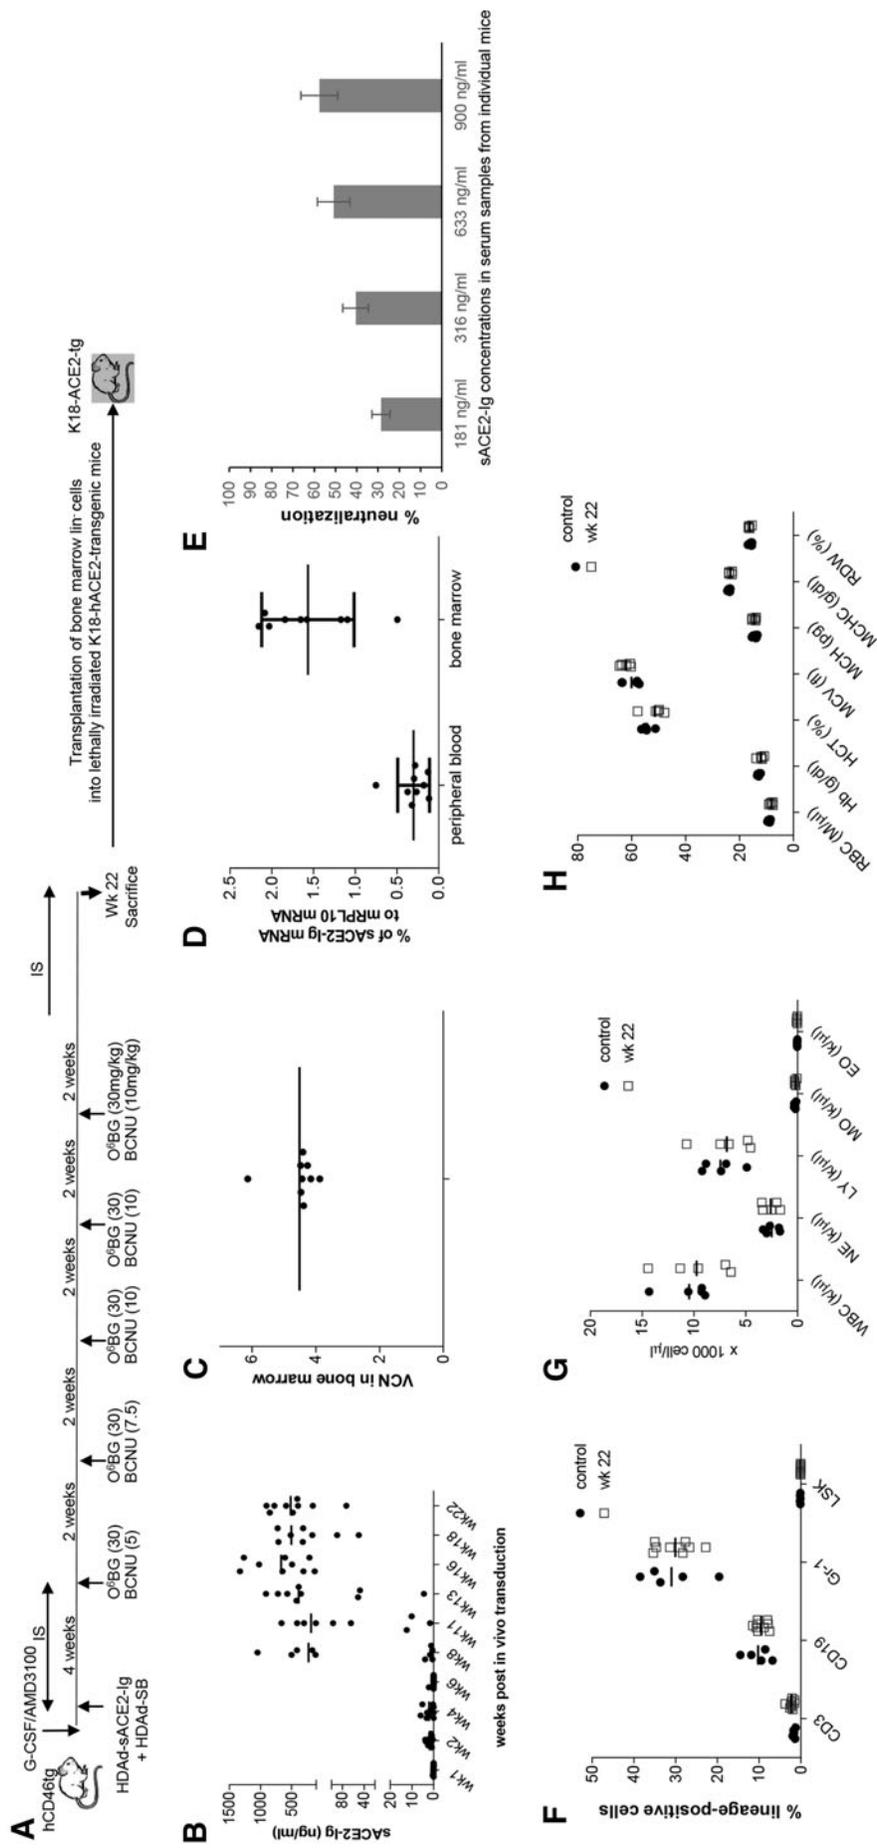 A
hCD46tg
G-CSF/AMD3100
IS
4 weeks
2 weeks
2 weeks
2 weeks
2 weeks
2 weeks
IS
HDAd-sACE2-Ig
+ HDAd-SB
O⁶BG (30)
BCNU (5)
O⁶BG (30)
BCNU (7.5)
O⁶BG (30)
BCNU (10)
O⁶BG (30)
BCNU (10)
O⁶BG (30mg/kg)
BCNU (10mg/kg)
Wk 22
Sacrifice
Transplantation of bone marrow lin⁻ cells
into lethally irradiated K18-hACE2-transgenic mice
K18-ACE2-tg
B
sACE2-Ig (ng/ml)
1500
1000
500
80
40
20
10
0
wk1
wk2
wk4
wk6
wk8
wk11
wk13
wk16
wk18
wk22
weeks post in vivo transduction
C
VCN in bone marrow
6
4
2
0
D
% of sACE2-Ig mRNA
to mRPL10 mRNA
2.5
2.0
1.5
1.0
0.5
0.0
peripheral blood
bone marrow
E
% neutralization
100
90
80
70
60
50
40
30
20
10
0
181 ng/ml
316 ng/ml
633 ng/ml
900 ng/ml
sACE2-Ig concentrations in serum samples from individual mice
F
% lineage-positive cells
50
40
30
20
10
0
control
wk 22
CD3
CD19
Gr-1
LSK
G
x 1000 cell/µl
20
15
10
5
0
control
wk 22
WBC (k/µl)
NE (k/µl)
LY (k/µl)
MO (k/µl)
EO (k/µl)
H
80
60
40
20
0
control
wk 22
RBC (M/µl)
Hb (g/dl)
HCT (%)
MCV (fl)
MCH (pg)
MCHC (g/dl)
RDW (%)